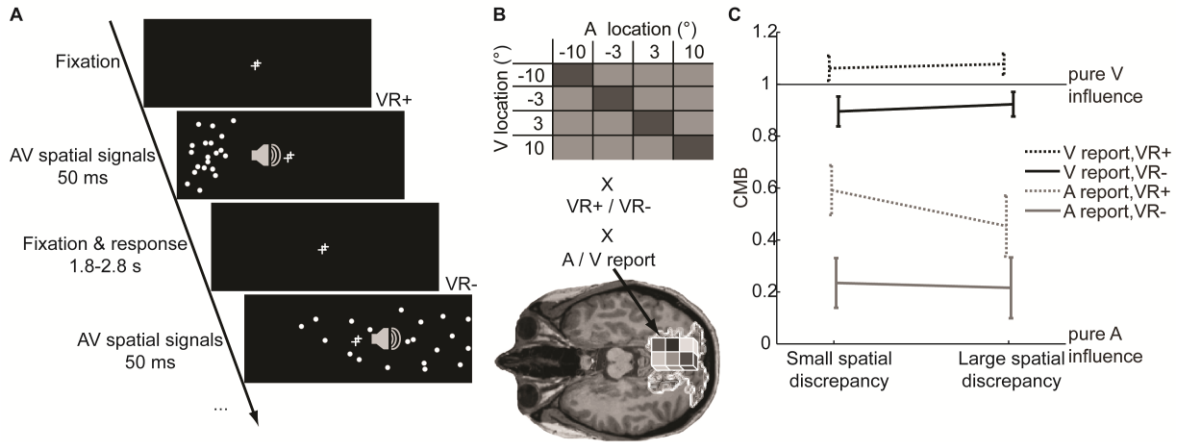 A
Fixation
VR+
AV spatial signals
50 ms
Fixation & response
1.8-2.8 s
VR-
AV spatial signals
50 ms
...
B
A location (°)
-10 -3 3 10
V location (°)
-10
-3
3
10
X
VR+ / VR-
X
A / V report
C
CMB
1.2
1
0.8
0.6
0.4
0.2
0
pure V
influence
V report,VR+
V report,VR-
A report,VR+
A report,VR-
pure A
influence
Small spatial
discrepancy
Large spatial
discrepancy